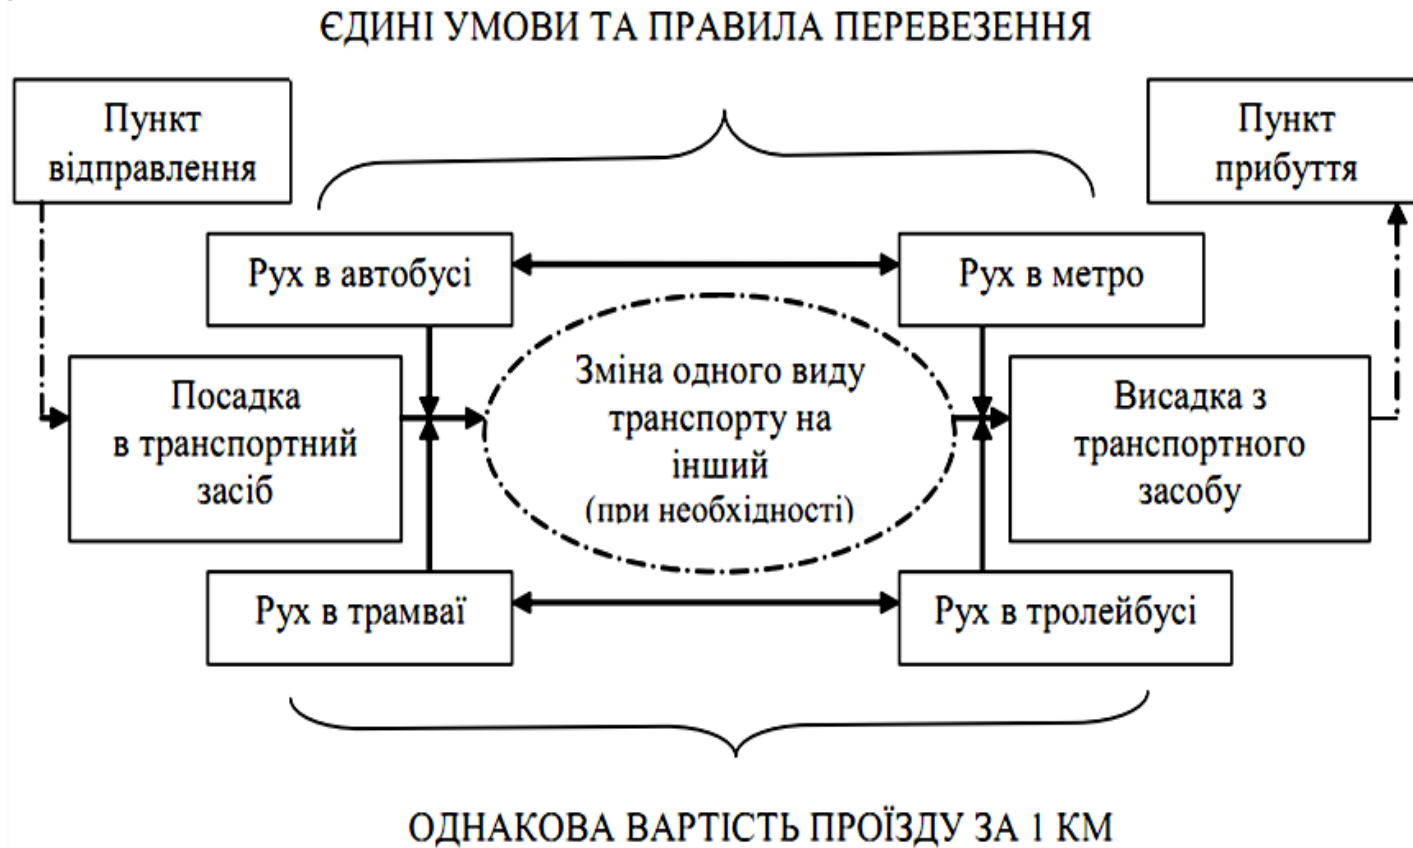 ЄДИНІ УМОВИ ТА ПРАВИЛА ПЕРЕВЕЗЕННЯ
Пункт
відправлення
Пункт
прибуття
Рух в автобусі
Рух в метро
Посадка
в транспортний
засіб
Зміна одного виду
транспорту на
інший
(при необхідності)
Висадка з
транспортного
засобу
Рух в трамваї
Рух в тролейбусі
ОДНАКОВА ВАРТІСТЬ ПРОЇЗДУ ЗА 1 КМ